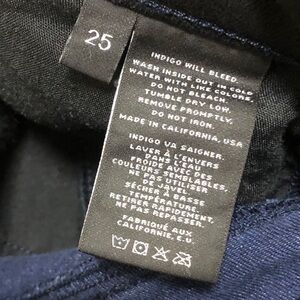 25
INDIGO WILL BLEED.
WASH INSIDE OUT IN COLD
WATER WITH LIKE COLORS.
DO NOT BLEACH.
TUMBLE DRY LOW.
REMOVE PROMPTLY.
DO NOT IRON.
MADE IN CALIFORNIA, USA
INDIGO VA SAIGNER.
LAVER À L'ENVERS
DANS L'EAU
FROIDE AVEC DES
COULEURS SEMBLABLES.
NE PAS UTILISER
DE JAVEL.
SÉCHER À BASSE
TEMPÉRATURE.
RETIRER RAPIDEMENT.
NE PAS REPASSER.
FABRIQUÉ AUX
CALIFORNIE, E.U.